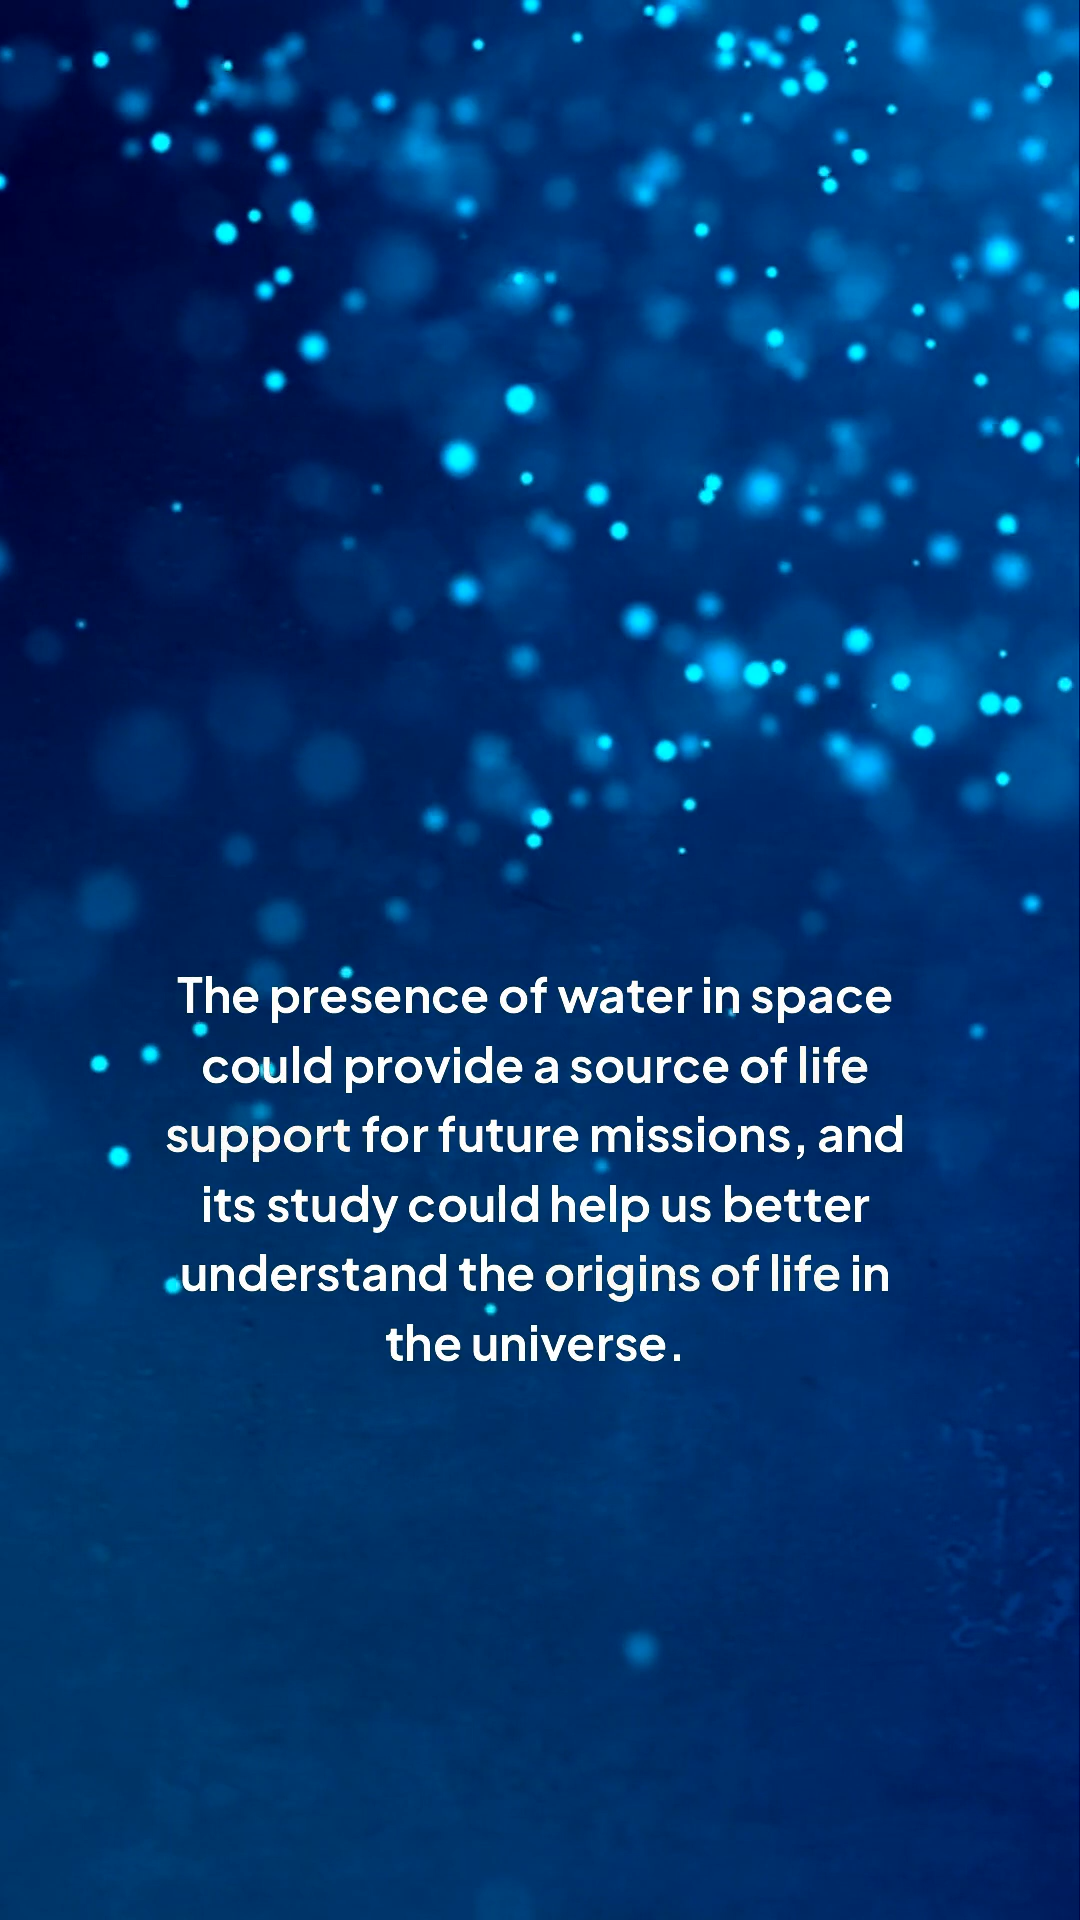 The presence of water in space
could provide a source of life
support for future missions, and
its study could help us better
understand the origins of life in
the universe.